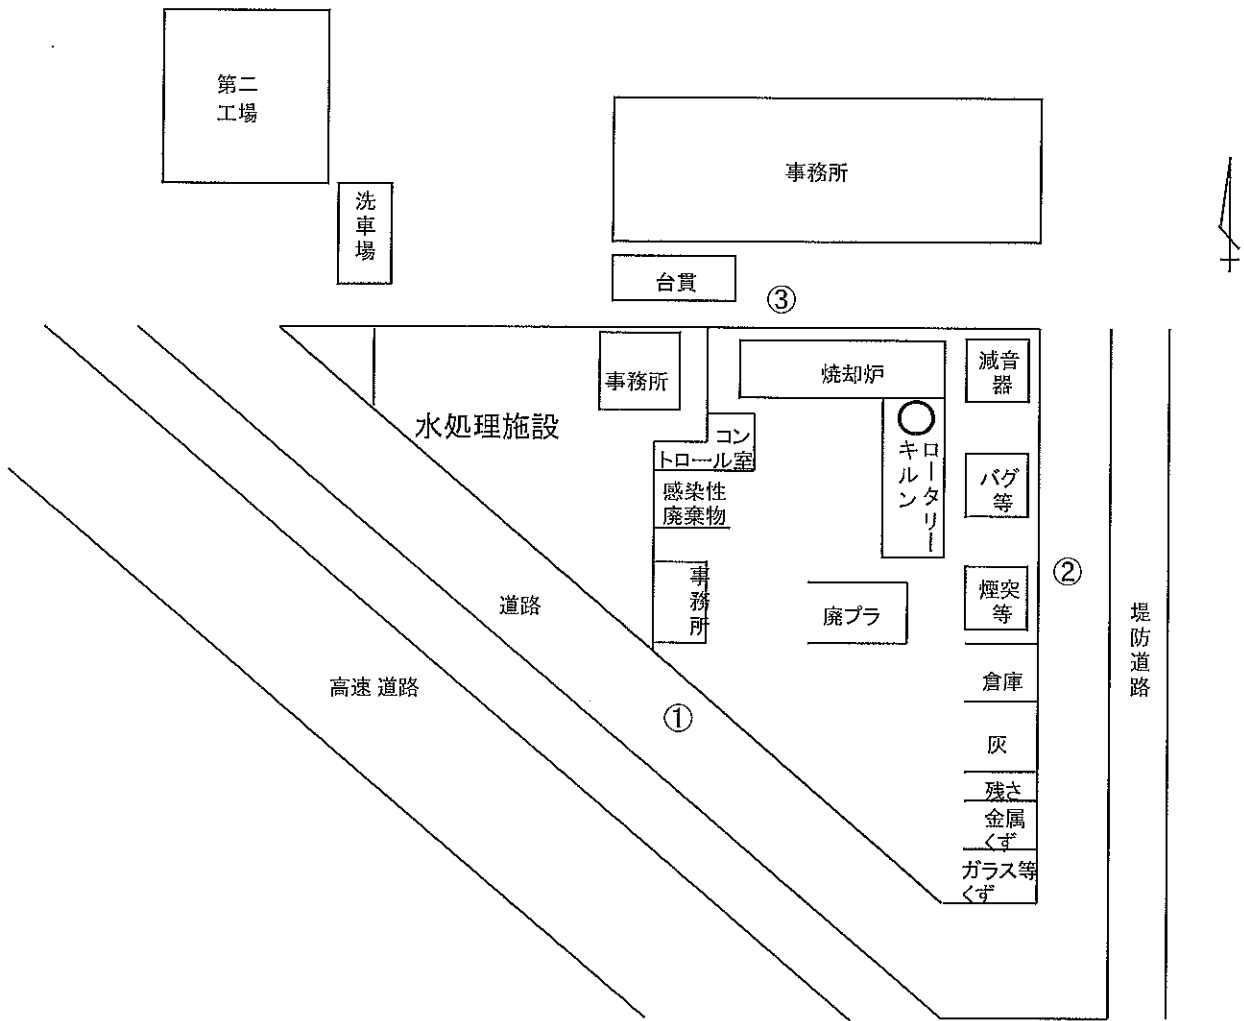 第二
工場
事務所
洗車場
台貫
③
事務所
焼却炉
減音
器
水処理施設
コン
トロール室
ロータリー
キルン
バグ
等
感染性
廃棄物
事務所
②
煙突
等
道路
廃プラ
堤防道路
高速 道路
倉庫
①
灰
残さ
金属
くず
ガラス等
くず